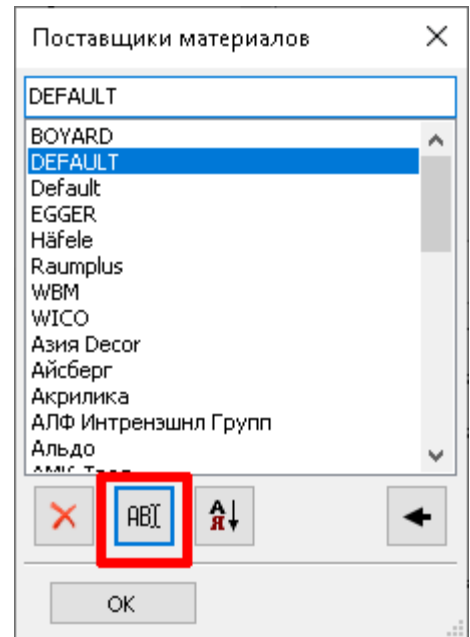 Поставщики материалов
DEFAULT
BOYARD
DEFAULT
Default
EGGER
Häfele
Raumplus
WBM
WICO
Азия Decor
Айсберг
Акрилика
АЛФ Интренэшнл Групп
Альдо
AB
А
Я
OK